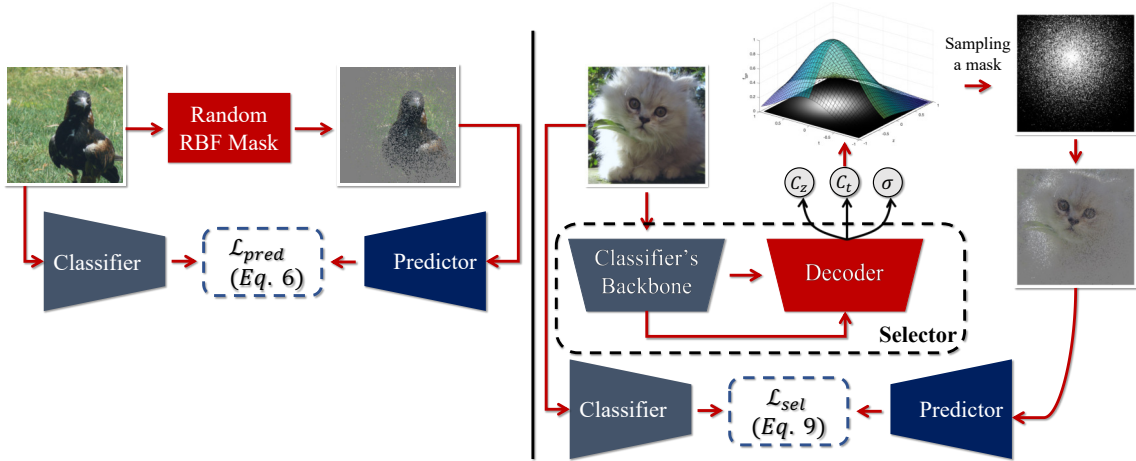 Random
RBF Mask
Classifier
ℒ_pred
(Eq. 6)
Predictor
Sampling
a mask
C_z
C_t
σ
Classifier's
Backbone
Decoder
Selector
Classifier
ℒ_sel
(Eq. 9)
Predictor